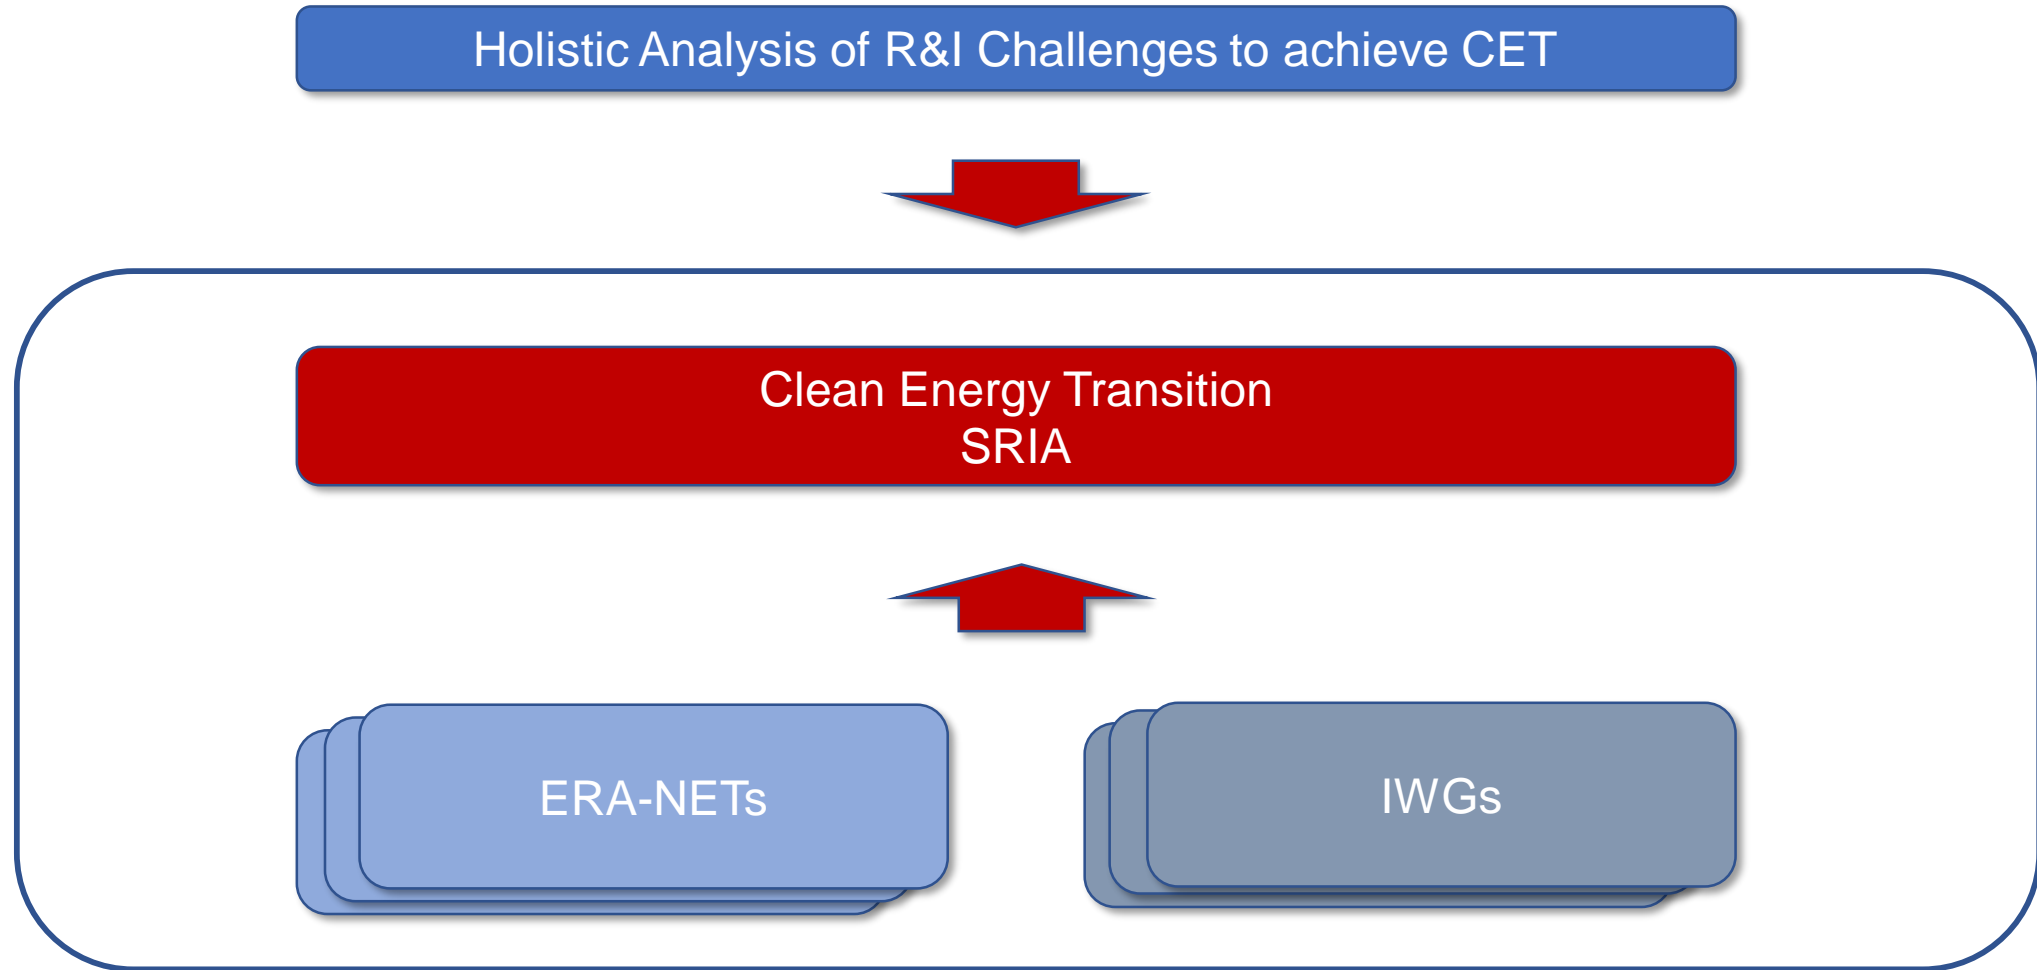 Holistic Analysis of R&I Challenges to achieve CET
Clean Energy Transition
SRIA
ERA-NETs
IWGs